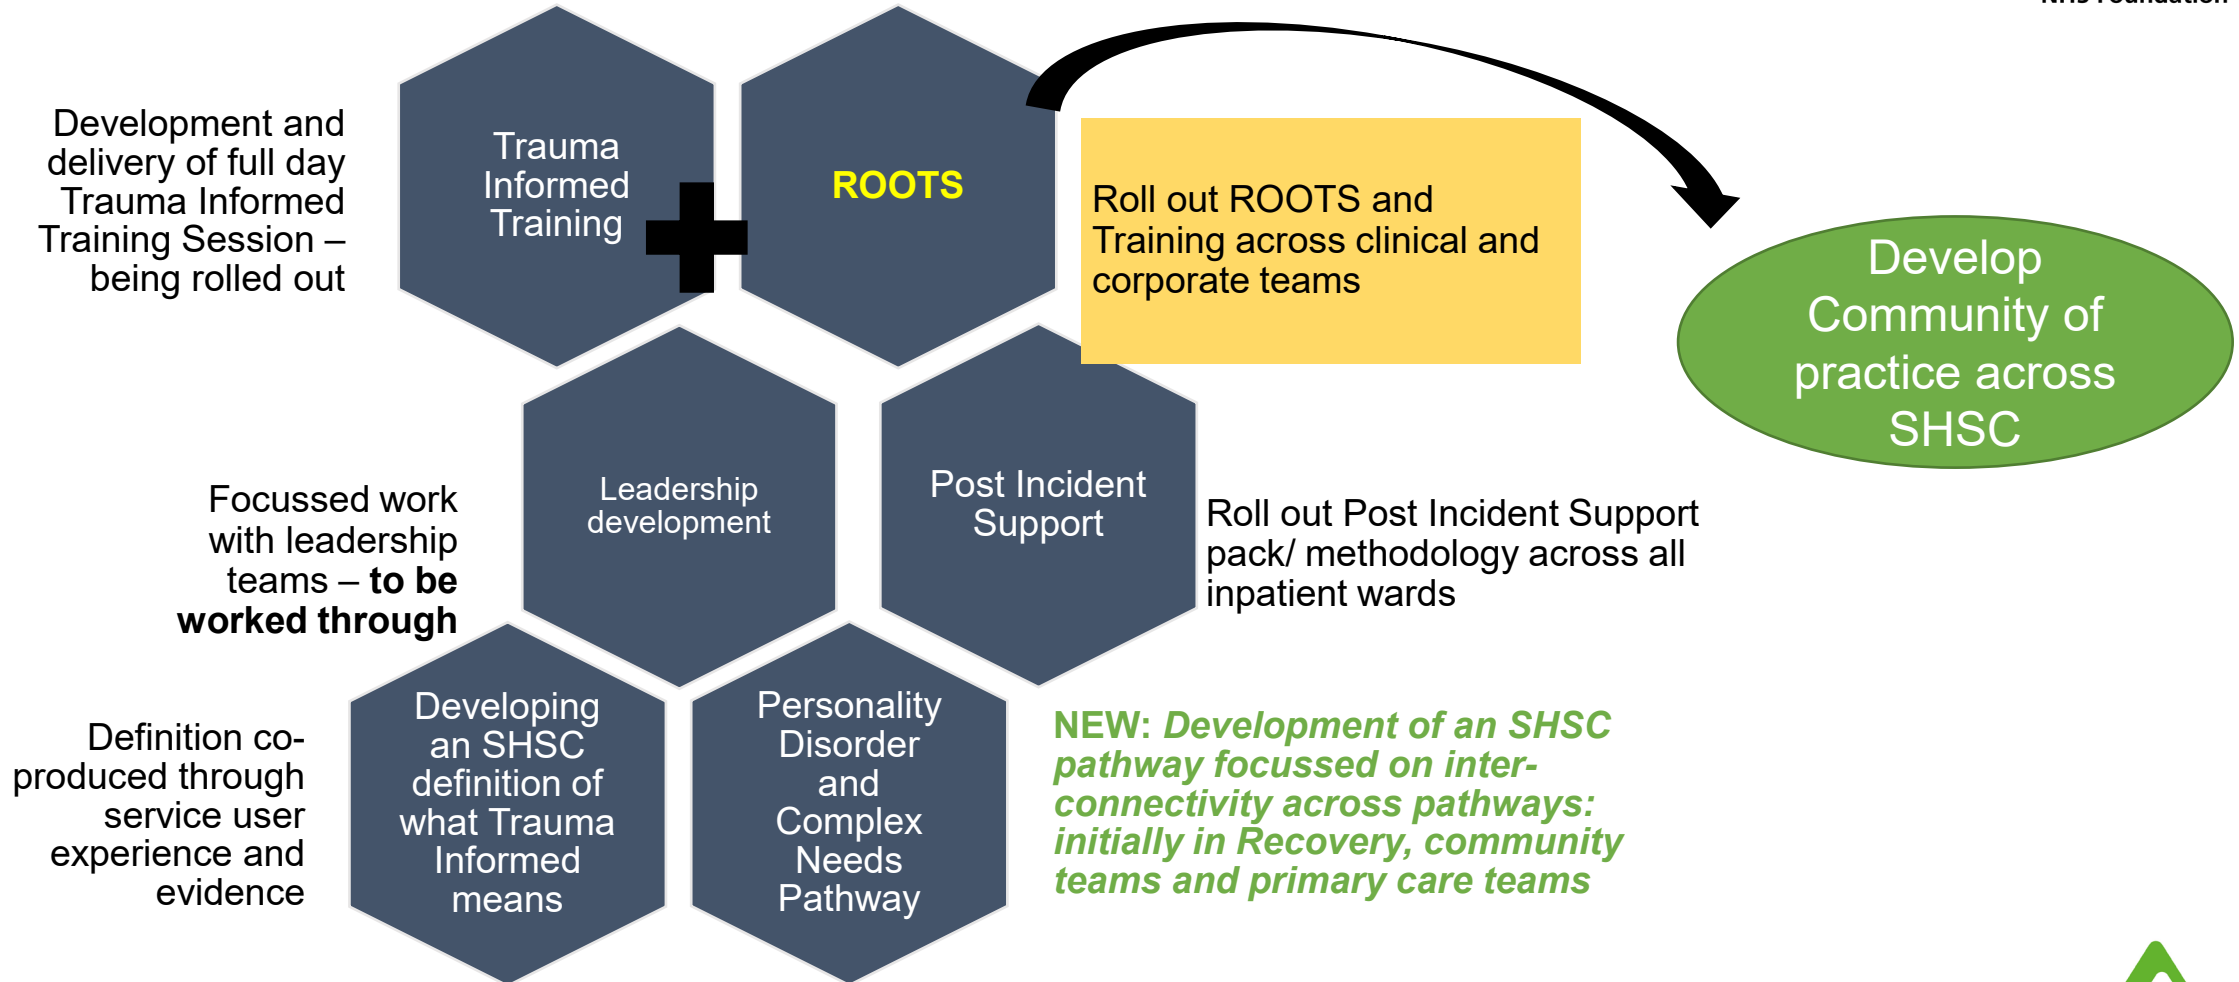 NHS Foundation
Development and
delivery of full day
Trauma Informed
Training Session –
being rolled out
Trauma
Informed
Training
ROOTS
Roll out ROOTS and
Training across clinical and
corporate teams
Develop
Community of
practice across
SHSC
Focussed work
with leadership
teams – to be
worked through
Leadership
development
Post Incident
Support
Roll out Post Incident Support
pack/ methodology across all
inpatient wards
Definition co-
produced through
service user
experience and
evidence
Developing
an SHSC
definition of
what Trauma
Informed
means
Personality
Disorder
and
Complex
Needs
Pathway
NEW: Development of an SHSC
pathway focussed on inter-
connectivity across pathways:
initially in Recovery, community
teams and primary care teams